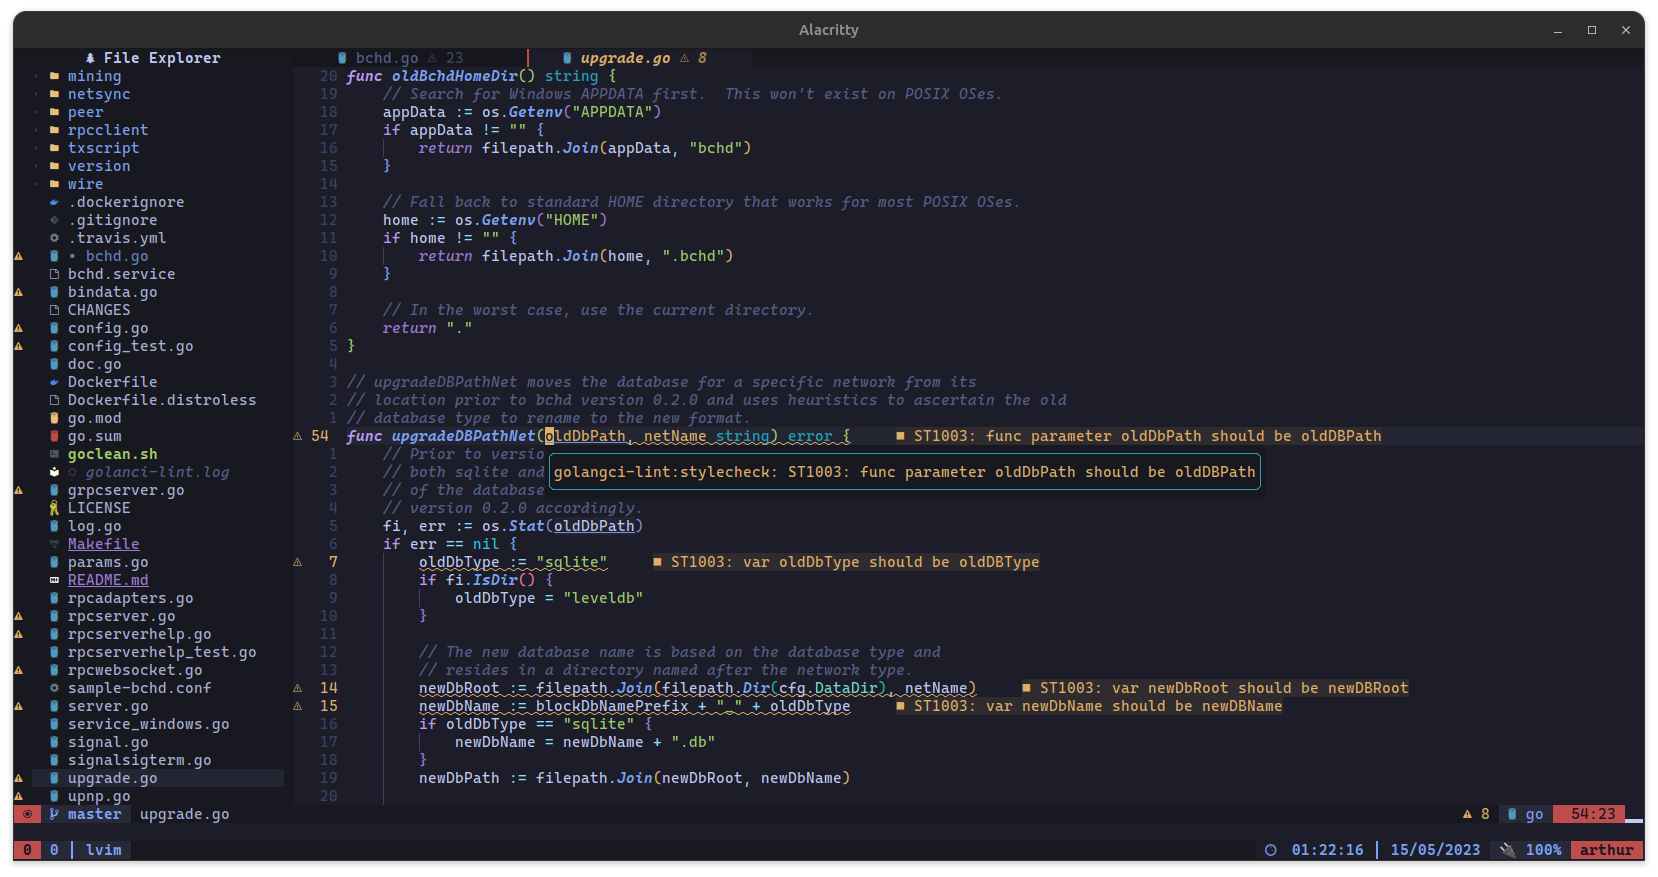 Alacritty
File Explorer
mining
netsync
peer
rpcclient
txscript
version
wire
.dockerignore
.gitignore
.travis.yml
bchd.go
bchd.service
bindata.go
CHANGES
config.go
config_test.go
doc.go
Dockerfile
Dockerfile.distroless
go.mod
go.sum
goclean.sh
golanci-lint.log
grpcserver.go
LICENSE
log.go
Makefile
params.go
README.md
rpcadapters.go
rpcserver.go
rpcserverhelp.go
rpcserverhelp_test.go
rpcwebsocket.go
sample-bchd.conf
server.go
service_windows.go
signal.go
signalsigterm.go
upgrade.go
upnp.go
bchd.go 23 upgrade.go 8
20 func oldBchdHomeDir() string {
19 // Search for Windows APPDATA first.  This won't exist on POSIX OSes.
18 appData := os.Getenv("APPDATA")
17 if appData != "" {
16 return filepath.Join(appData, "bchd")
15 }
14
13 // Fall back to standard HOME directory that works for most POSIX OSes.
12 home := os.Getenv("HOME")
11 if home != "" {
10 return filepath.Join(home, ".bchd")
9 }
8
7 // In the worst case, use the current directory.
6 return "."
5 }
4
3 // upgradeDBPathNet moves the database for a specific network from its
2 // location prior to bchd version 0.2.0 and uses heuristics to ascertain the old
1 // database type to rename to the new format.
54 func upgradeDBPathNet(oldDbPath, netName string) error { ■ ST1003: func parameter oldDbPath should be oldDBPath
1 // Prior to versio
2 // both sqlite and
golangci-lint:stylecheck: ST1003: func parameter oldDbPath should be oldDBPath
3 // of the database
4 // version 0.2.0 accordingly.
5 fi, err := os.Stat(oldDbPath)
6 if err == nil {
7 oldDbType := "sqlite" ■ ST1003: var oldDbType should be oldDBType
8 if fi.IsDir() {
9 oldDbType = "leveldb"
10 }
11
12 // The new database name is based on the database type and
13 // resides in a directory named after the network type.
14 newDbRoot := filepath.Join(filepath.Dir(cfg.DataDir), netName) ■ ST1003: var newDbRoot should be newDBRoot
15 newDbName := blockDbNamePrefix + "_" + oldDbType ■ ST1003: var newDbName should be newDBName
16 if oldDbType == "sqlite" {
17 newDbName = newDbName + ".db"
18 }
19 newDbPath := filepath.Join(newDbRoot, newDbName)
20
master upgrade.go 8 go 54:23
0 0 lvim 01:22:16 15/05/2023 100% arthur